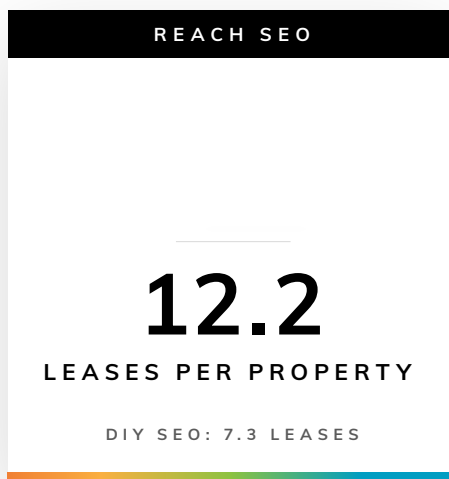 REACH SEO
12.2
LEASES PER PROPERTY
DIY SEO: 7.3 LEASES